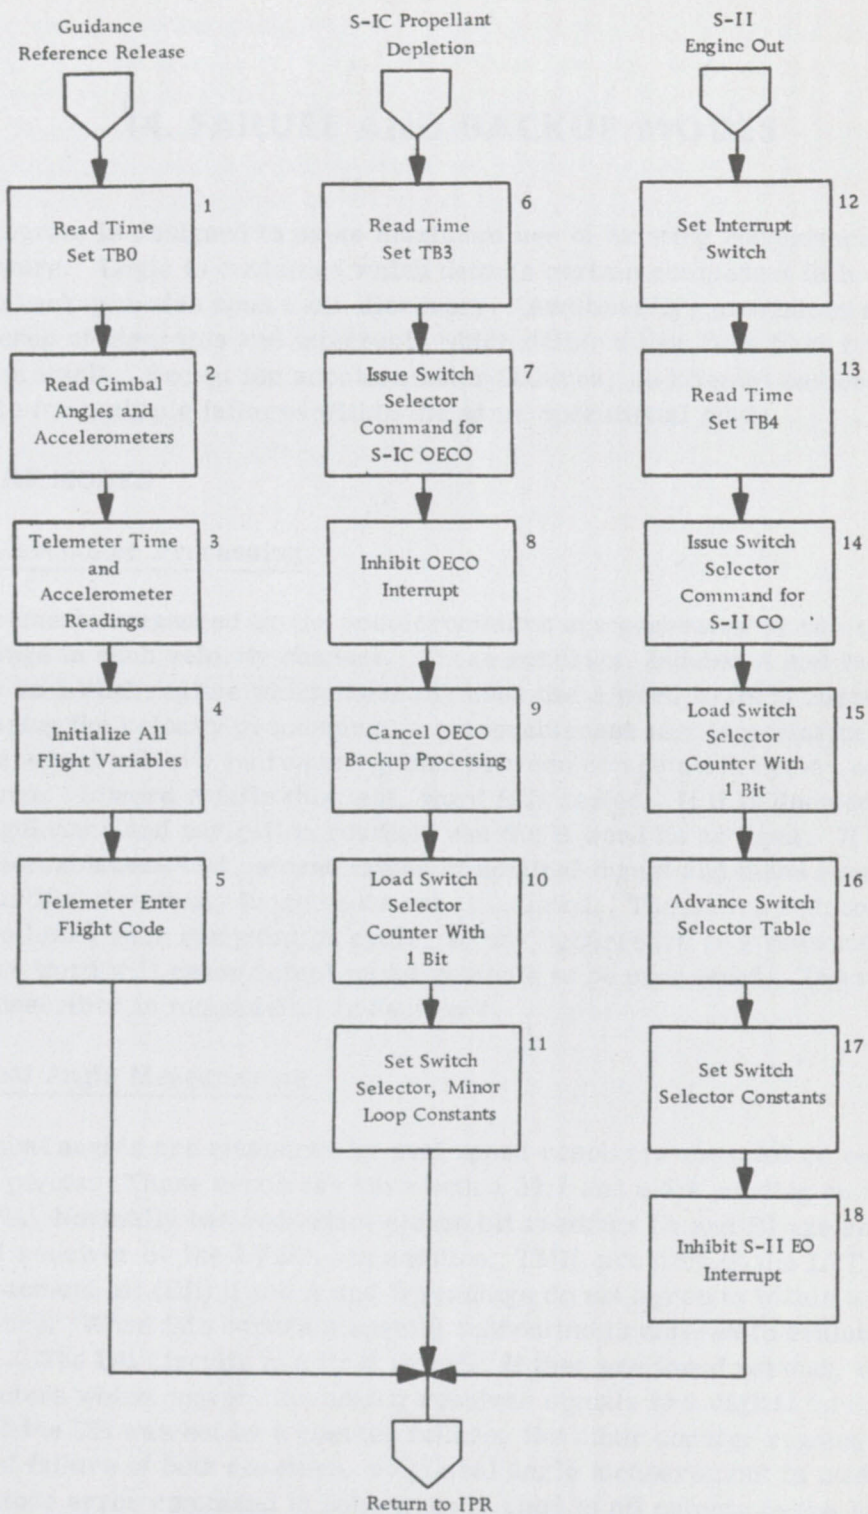 Guidance
Reference Release
1
Read Time
Set TB0
2
Read Gimbal
Angles and
Accelerometers
3
Telemeter Time
and
Accelerometer
Readings
4
Initialize All
Flight Variables
5
Telemeter Enter
Flight Code
S-IC Propellant
Depletion
6
Read Time
Set TB3
7
Issue Switch
Selector
Command for
S-IC OECO
8
Inhibit OECO
Interrupt
9
Cancel OECO
Backup Processing
10
Load Switch
Selector
Counter With
1 Bit
11
Set Switch
Selector, Minor
Loop Constants
S-II
Engine Out
12
Set Interrupt
Switch
13
Read Time
Set TB4
14
Issue Switch
Selector
Command for
S-II CO
15
Load Switch
Selector
Counter With
1 Bit
16
Advance Switch
Selector Table
17
Set Switch
Selector Constants
18
Inhibit S-II EO
Interrupt
Return to IPR